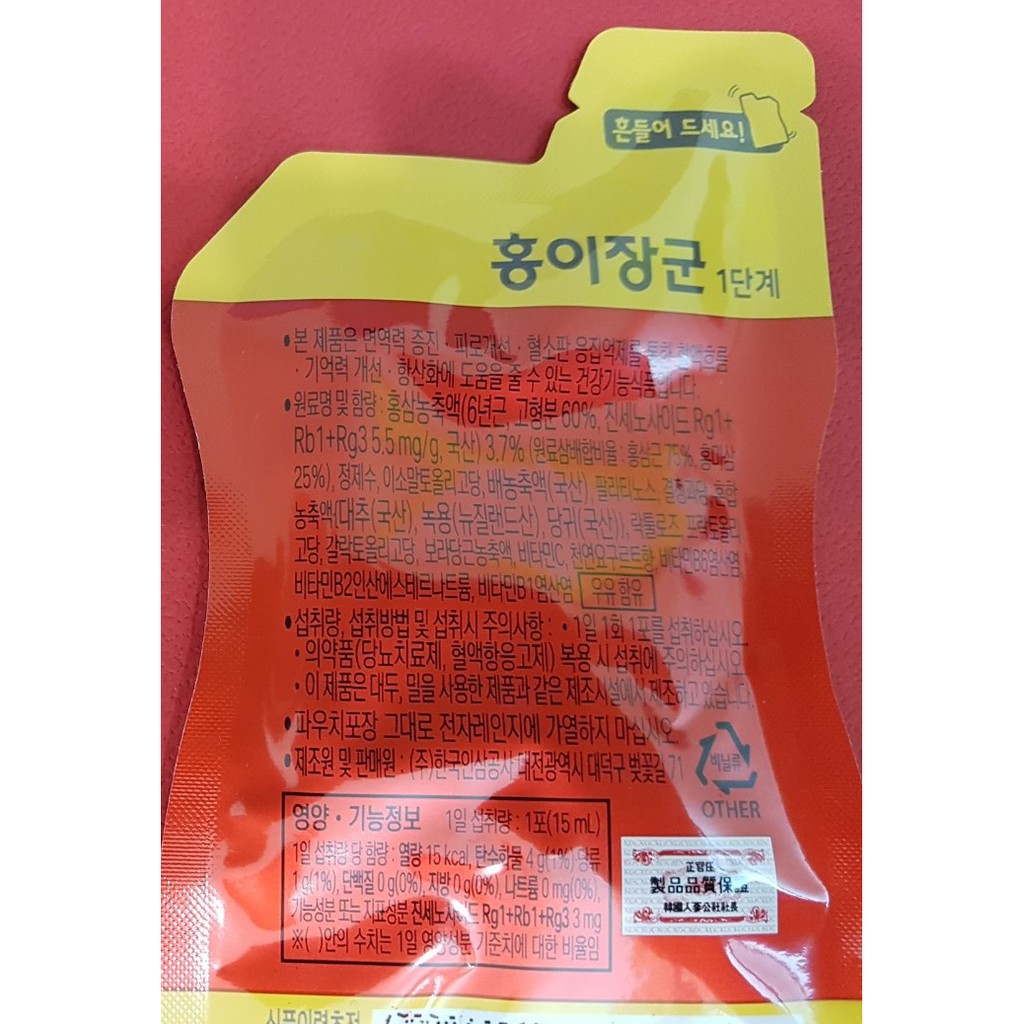 흔들어 드세요!
홍이장군 1단계
•본 제품은 면역력 증진 · 피로개선 · 혈소판 응집억제를 통한 혈액흐름
· 기억력 개선 · 항산화에 도움을 줄 수 있는 건강기능식품입니다.
•원료명 및 함량 : 홍삼농축액(6년근, 고형분 60%, 진세노사이드 Rg1+
Rb1+Rg3 5.5 mg/g, 국산) 3.7% (원료삼배합비율 : 홍삼근 75%, 홍미삼
25%), 정제수, 이소말토올리고당, 배농축액(국산), 팔라티노스, 결정과당, 혼합
농축액{대추(국산), 녹용(뉴질랜드산), 당귀(국산)}, 락툴로즈, 프락토올리
고당, 갈락토올리고당, 보라당근농축액, 비타민C, 천연요구르트향, 비타민B6염산염
비타민B2인산에스테르나트륨, 비타민B1염산염 우유 함유
•섭취량, 섭취방법 및 섭취시 주의사항 : • 1일 1회 1포를 섭취하십시오.
• 의약품(당뇨치료제, 혈액항응고제) 복용 시 섭취에 주의하십시오.
• 이 제품은 대두, 밀을 사용한 제품과 같은 제조시설에서 제조하고 있습니다.
•파우치포장 그대로 전자레인지에 가열하지 마십시오
•제조원 및 판매원 : (주)한국인삼공사 대전광역시 대덕구 벚꽃길 71
비닐류
OTHER
영양 · 기능정보 1일 섭취량 : 1포(15 mL)
1일 섭취량 당 함량 : 열량 15 kcal, 탄수화물 4 g(1%) 당류
1 g(1%), 단백질 0 g(0%), 지방 0 g(0%), 나트륨 0 mg(0%),
기능성분 또는 지표성분 진세노사이드 Rg1+Rb1+Rg3 3 mg
※( )안의 수치는 1일 영양성분 기준치에 대한 비율임
正官庄
製品品質保證
韓國人蔘公社社長